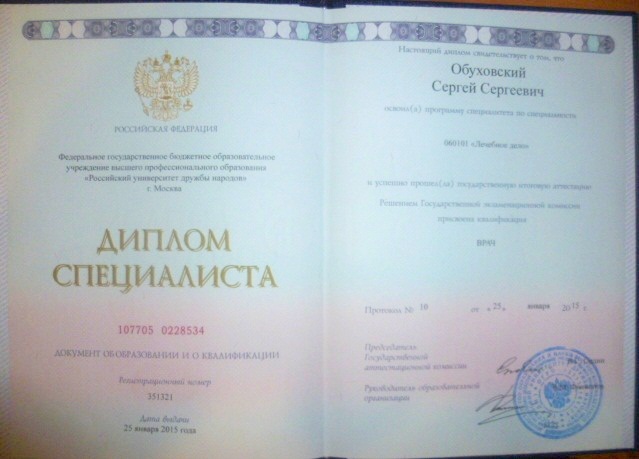 РОССИЙСКАЯ ФЕДЕРАЦИЯ
Федеральное государственное бюджетное образовательное
учреждение высшего профессионального образования
«Российский университет дружбы народов»
г. Москва
ДИПЛОМ
СПЕЦИАЛИСТА
107705 0228534
ДОКУМЕНТ ОБ ОБРАЗОВАНИИ И О КВАЛИФИКАЦИИ
Регистрационный номер
351321
Дата выдачи
25 января 2015 года
Настоящий диплом свидетельствует о том, что
Обуховский
Сергей Сергеевич
освоил(а) программу специалитета по специальности
060101 «Лечебное дело»
и успешно прошел(ла) государственную итоговую аттестацию
Решением Государственной экзаменационной комиссии
присвоена квалификация
ВРАЧ
Протокол № 10 от «25» января 2015 г.
Председатель
Государственной
аттестационной комиссии
Руководитель образовательной
организации